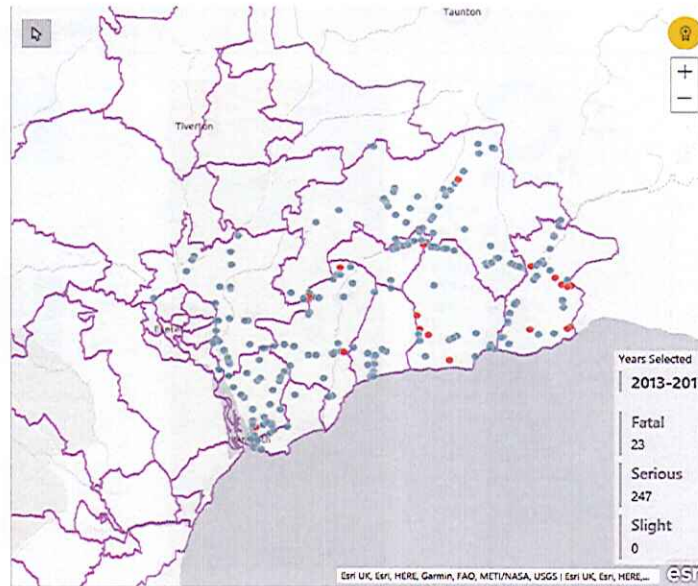 Taunton
Tiverton
+
−
Years Selected
2013-201
Fatal
23
Serious
247
Slight
0
Esri UK, Esri, HERE, Garmin, FAO, METI/NASA, USGS | Esri UK, Esri, HERE,...
esri